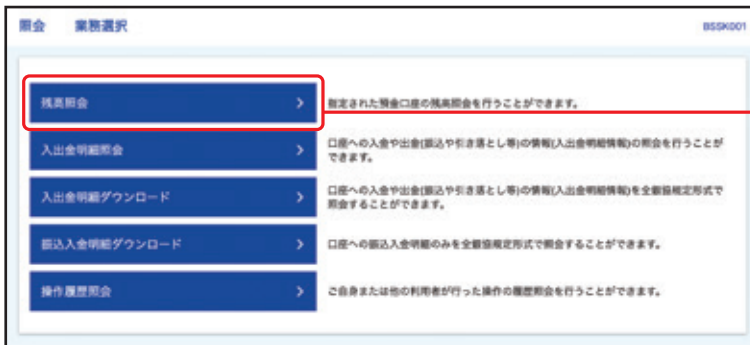 照会　業務選択
BSSK001
残高照会
指定された預金口座の残高照会を行うことができます。
入出金明細照会
口座への入金や出金(振込や引き落とし等)の情報(入出金明細情報)の照会を行うことが
できます。
入出金明細ダウンロード
口座への入金や出金(振込や引き落とし等)の情報(入出金明細情報)を全銀協規定形式で
照会することができます。
振込入金明細ダウンロード
口座への振込入金明細のみを全銀協規定形式で照会することができます。
操作履歴照会
ご自身または他の利用者が行った操作の履歴照会を行うことができます。